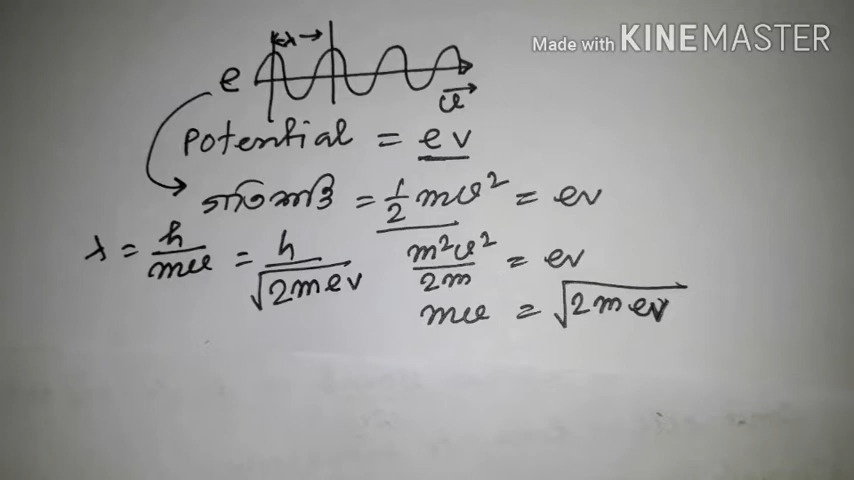 Made with KINEMASTER
λ
e
v
Potential = ev
গতিশক্তি = 1/2 mv² = ev
λ = h/mv = h/√2mev
m²v²/2m = ev
mv = √2mev